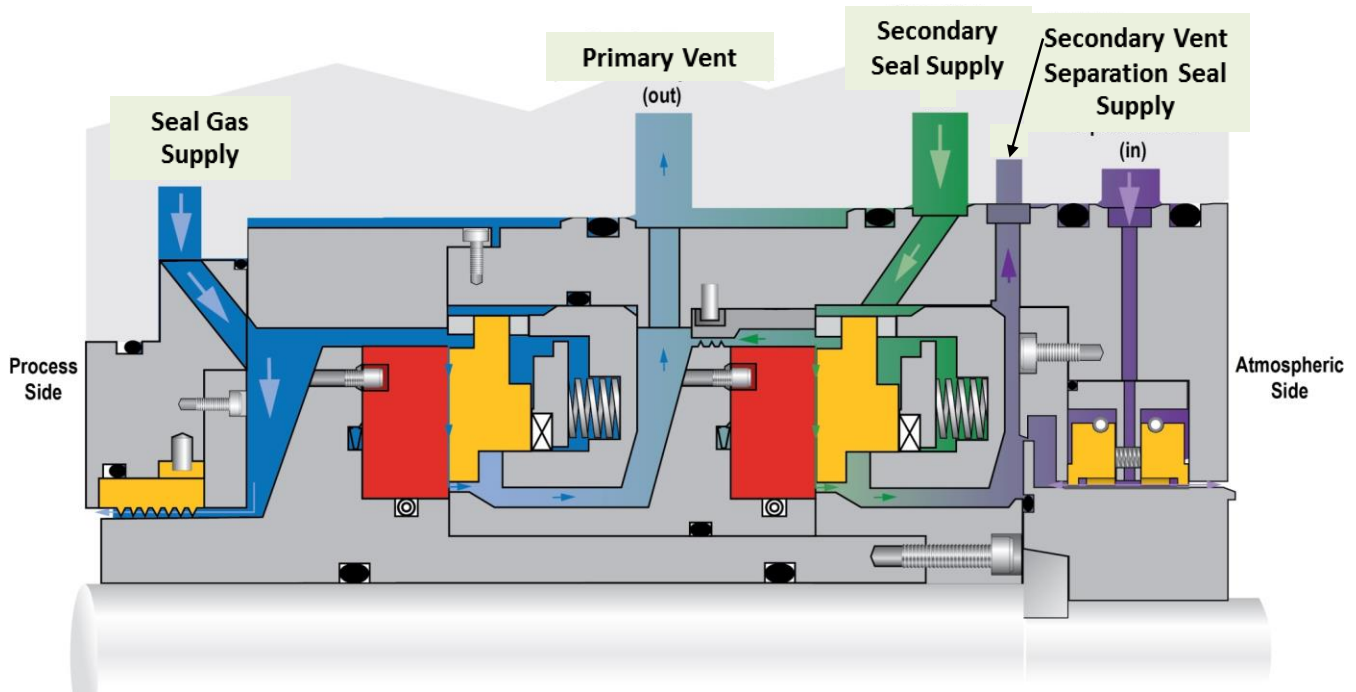 Seal Gas
Supply
Primary Vent
(out)
Secondary
Seal Supply
Secondary Vent
Separation Seal
Supply
(in)
Process
Side
Atmospheric
Side